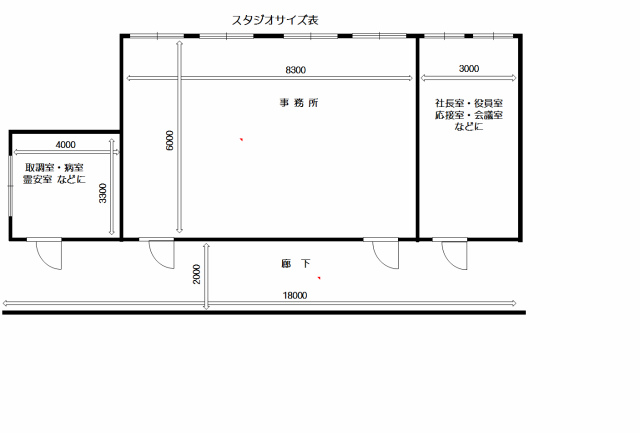 スタジオサイズ表
8300
3000
事 務 所
社長室・役員室
応接室・会議室
などに
6000
4000
取調室・病室
霊安室 などに
3300
廊 下
2000
18000